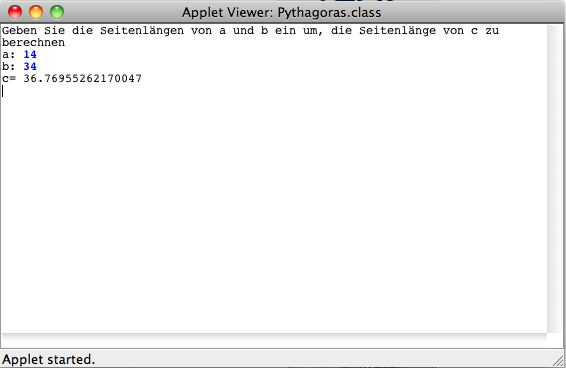 Applet Viewer: Pythagoras.class
Geben Sie die Seitenlängen von a und b ein um, die Seitenlänge von c zu
berechnen
a: 14
b: 34
c= 36.76955262170047
Applet started.